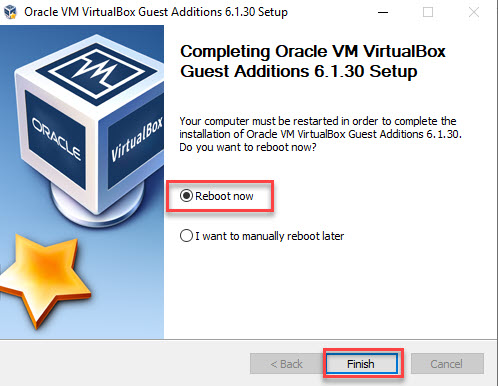 Oracle VM VirtualBox Guest Additions 6.1.30 Setup
Completing Oracle VM VirtualBox
Guest Additions 6.1.30 Setup
Your computer must be restarted in order to complete the
installation of Oracle VM VirtualBox Guest Additions 6.1.30.
Do you want to reboot now?
Reboot now
I want to manually reboot later
ORACLE
VirtualBox
< Back
Finish
Cancel